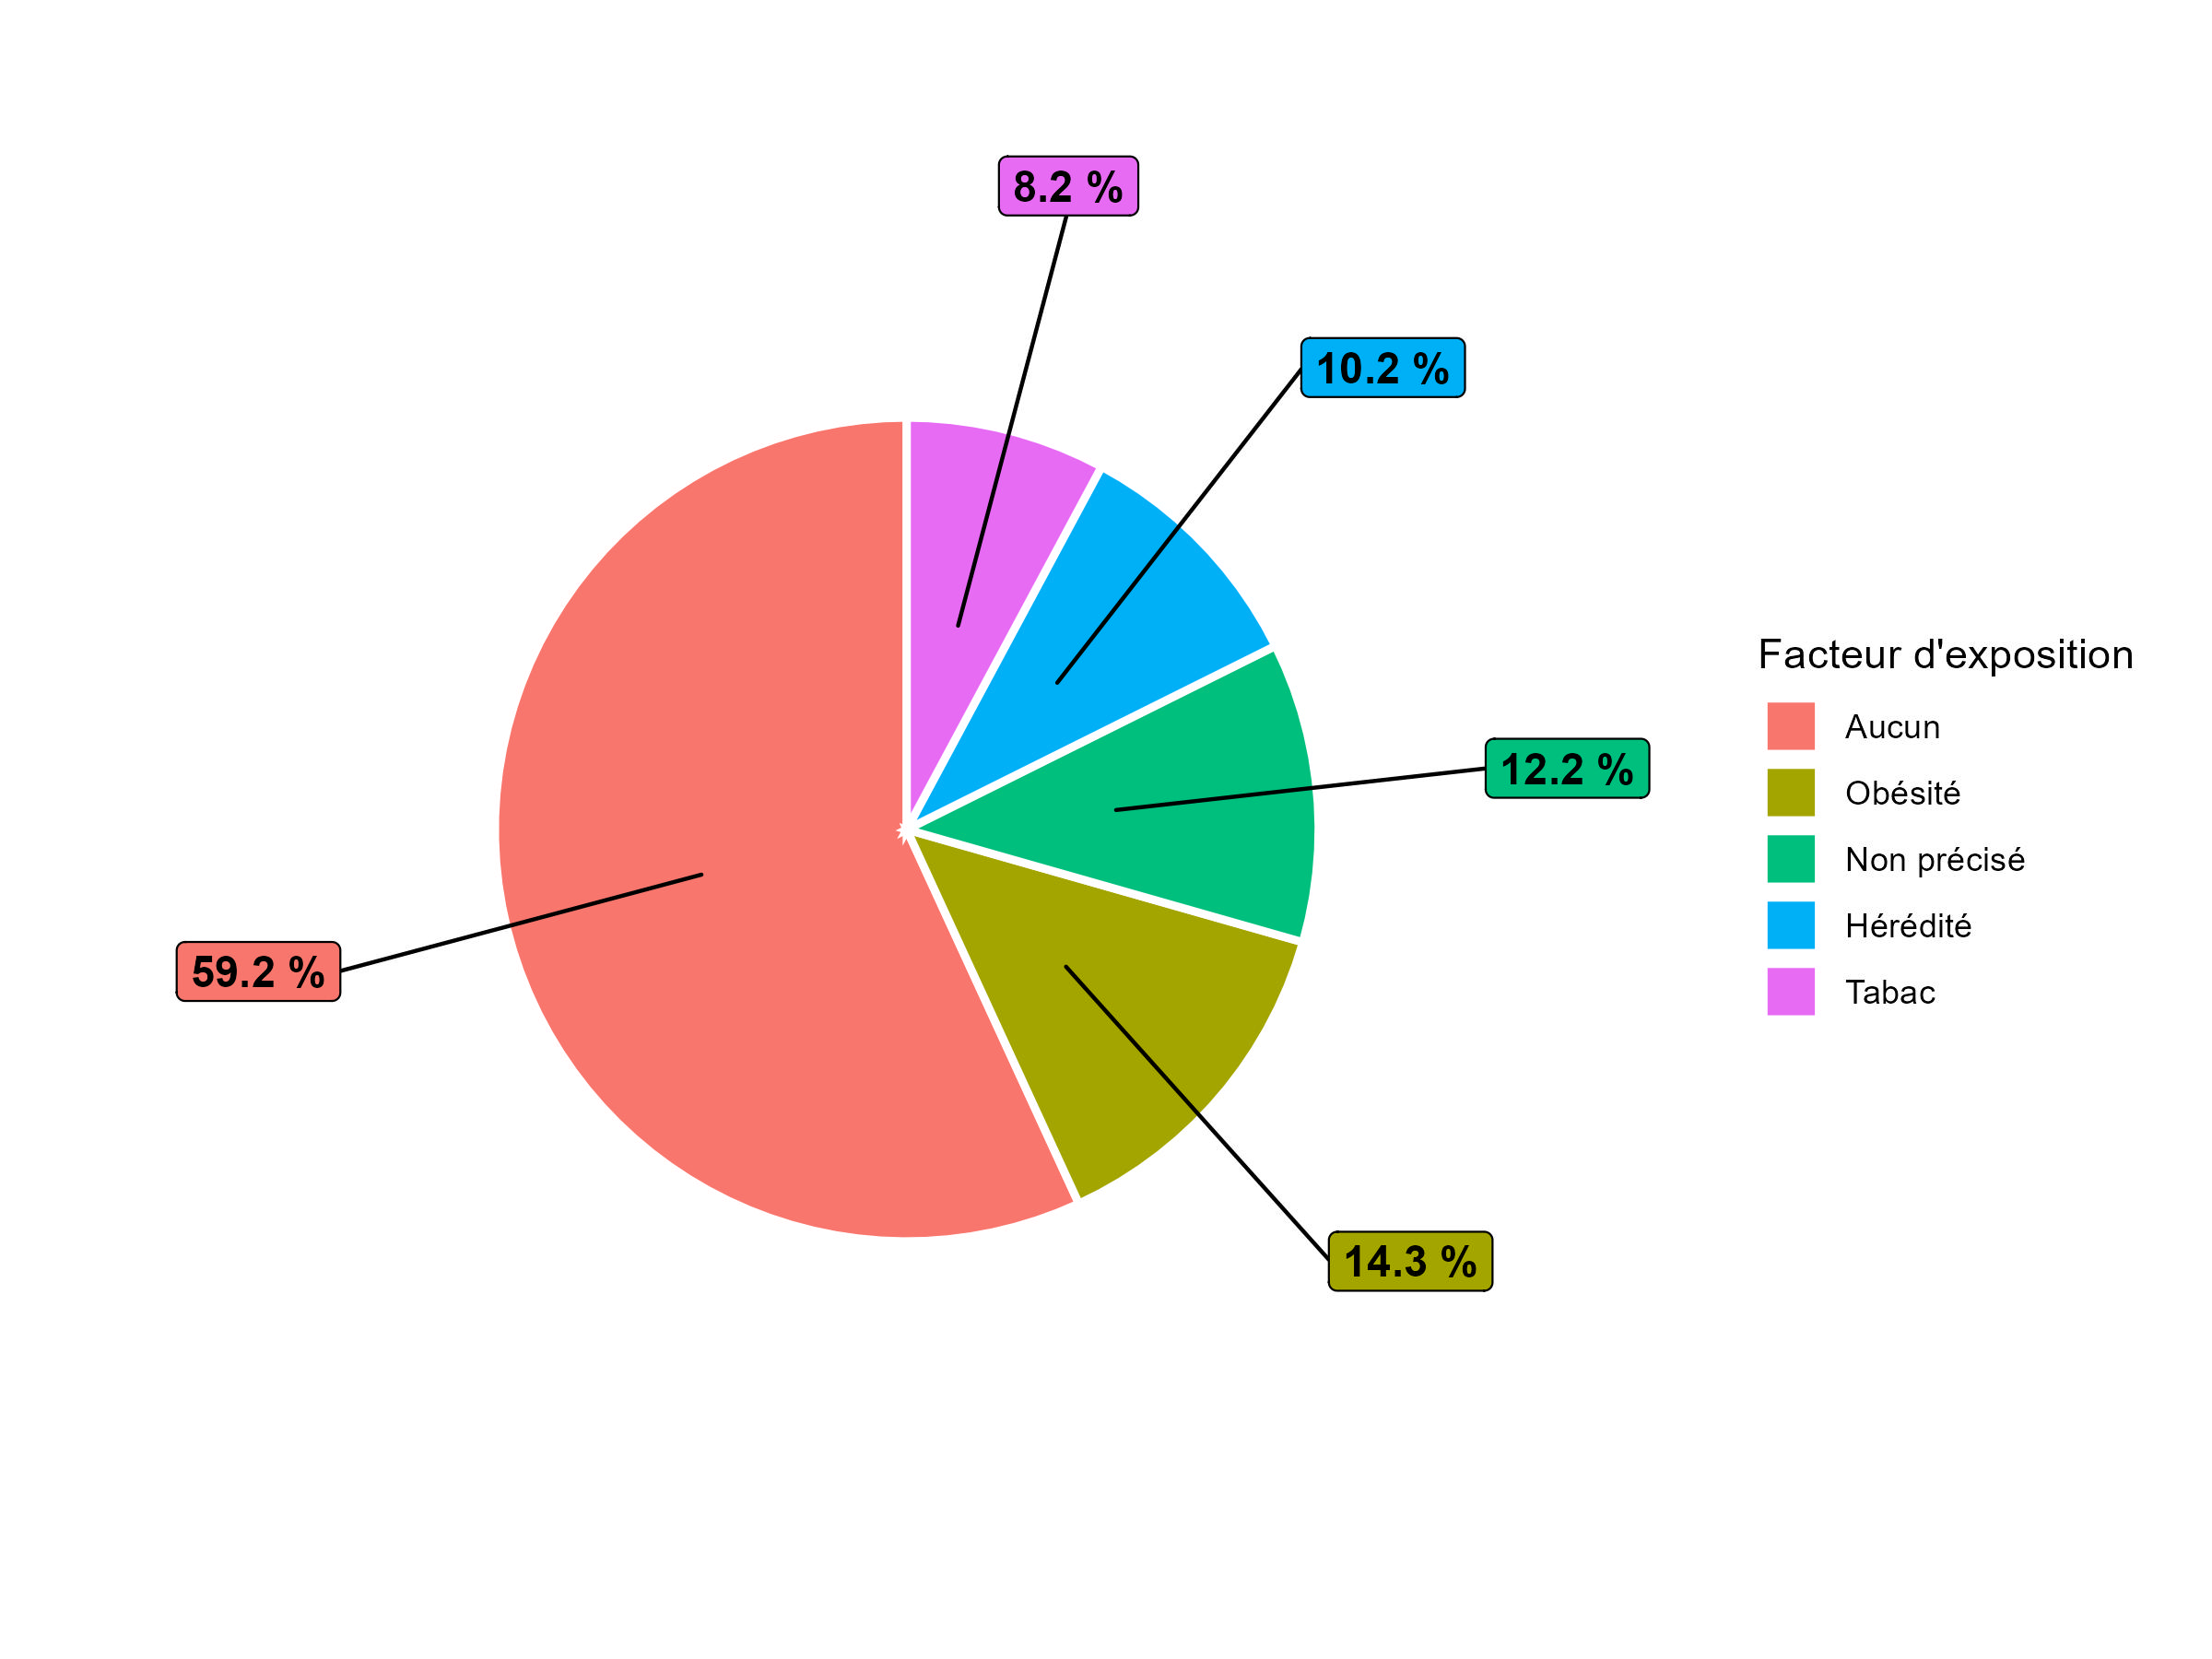 8.2 %
10.2 %
12.2 %
59.2 %
14.3 %
Facteur d'exposition
Aucun
Obésité
Non précisé
Hérédité
Tabac